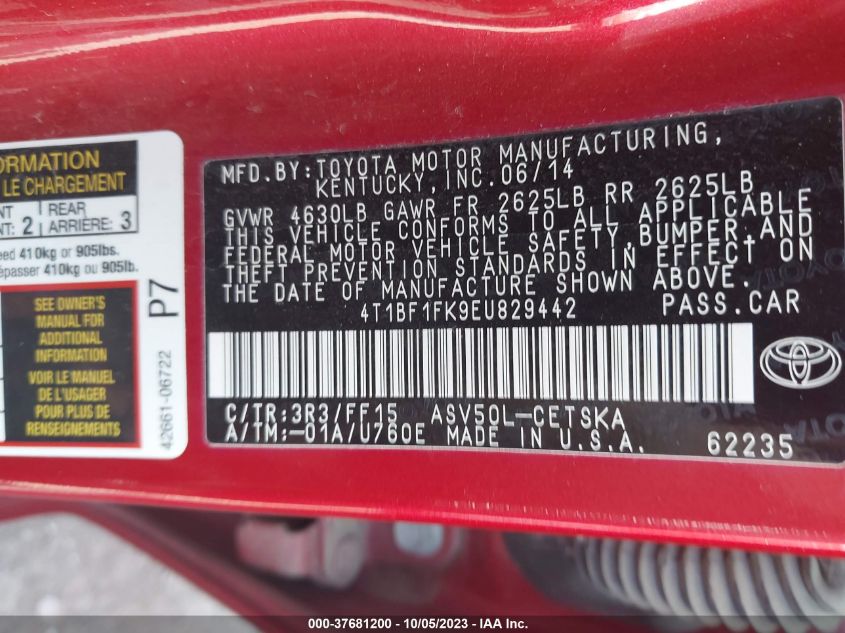 ORMATION
LE CHARGEMENT
NT 2 REAR 3
NT: ARRIÈRE:
eed 410kg or 905lbs.
épasser 410kg ou 905lb.
SEE OWNER'S
MANUAL FOR
ADDITIONAL
INFORMATION
VOIR LE MANUEL
DE L'USAGER
POUR PLUS DE
RENSEIGNEMENTS
P7
42661-06722
MFD.BY:TOYOTA MOTOR MANUFACTURING,
KENTUCKY,INC.06/14
GVWR 4630LB GAWR FR 2625LB RR 2625LB
THIS VEHICLE CONFORMS TO ALL APPLICABLE
FEDERAL MOTOR VEHICLE SAFETY,BUMPER,AND
THEFT PREVENTION STANDARDS IN EFFECT ON
THE DATE OF MANUFACTURE SHOWN ABOVE.
4T1BF1FK9EU829442 PASS.CAR
C/TR:3R3/FF15 ASV50L-CETSKA
A/TM:-01A/U760E MADE IN U.S.A. 62235
000-37681200 - 10/05/2023 - IAA Inc.